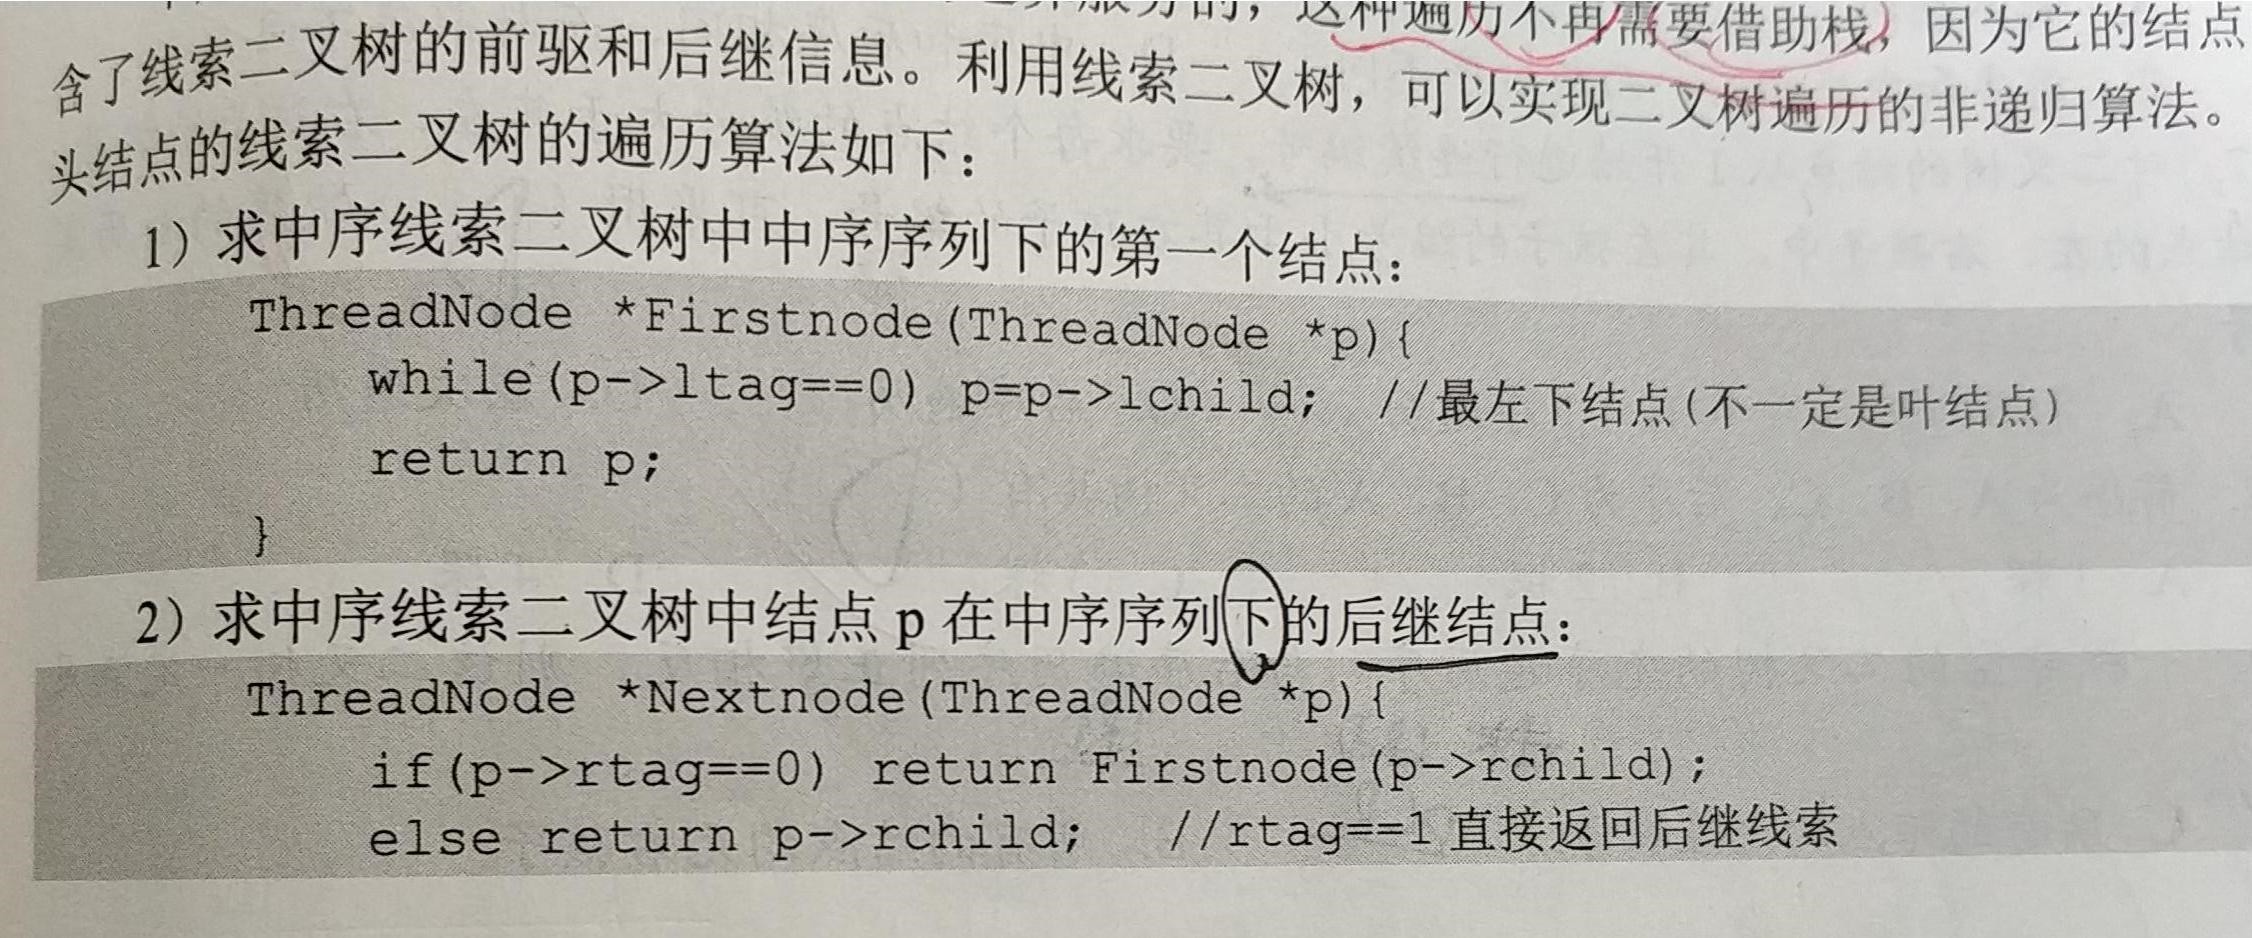 这种遍历不再需要借助栈，因为它的结点
含了线索二叉树的前驱和后继信息。利用线索二叉树，可以实现二叉树遍历的非递归算法。
头结点的线索二叉树的遍历算法如下：
1）求中序线索二叉树中中序序列下的第一个结点：
ThreadNode *Firstnode(ThreadNode *p){
while(p->ltag==0) p=p->lchild; //最左下结点(不一定是叶结点)
return p;
}
2）求中序线索二叉树中结点 p 在中序序列下的后继结点：
ThreadNode *Nextnode(ThreadNode *p){
if(p->rtag==0) return Firstnode(p->rchild);
else return p->rchild; //rtag==1 直接返回后继线索